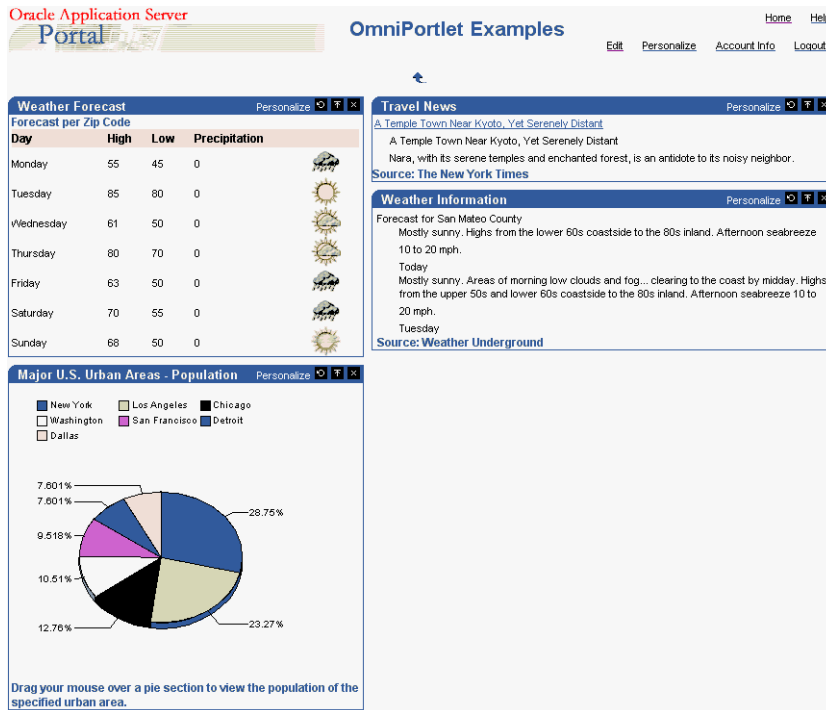 Oracle Application Server
Portal
OmniPortlet Examples
Home Help
Edit Personalize Account Info Logout
Weather Forecast Personalize
Forecast per Zip Code
Day High Low Precipitation
Monday 55 45 0
Tuesday 85 80 0
Wednesday 61 50 0
Thursday 80 70 0
Friday 63 50 0
Saturday 70 55 0
Sunday 68 50 0
Travel News Personalize
A Temple Town Near Kyoto, Yet Serenely Distant
A Temple Town Near Kyoto, Yet Serenely Distant
Nara, with its serene temples and enchanted forest, is an antidote to its noisy neighbor.
Source: The New York Times
Weather Information Personalize
Forecast for San Mateo County
Mostly sunny. Highs from the lower 60s coastside to the 80s inland. Afternoon seabreeze
10 to 20 mph.
Today
Mostly sunny. Areas of morning low clouds and fog... clearing to the coast by midday. Highs
from the upper 50s and lower 60s coastside to the 80s inland. Afternoon seabreeze 10 to
20 mph.
Tuesday
Source: Weather Underground
Major U.S. Urban Areas - Population Personalize
New York Los Angeles Chicago
Washington San Francisco Detroit
Dallas
7.601%
7.601%
28.75%
9.518%
10.51%
12.76%
23.27%
Drag your mouse over a pie section to view the population of the
specified urban area.